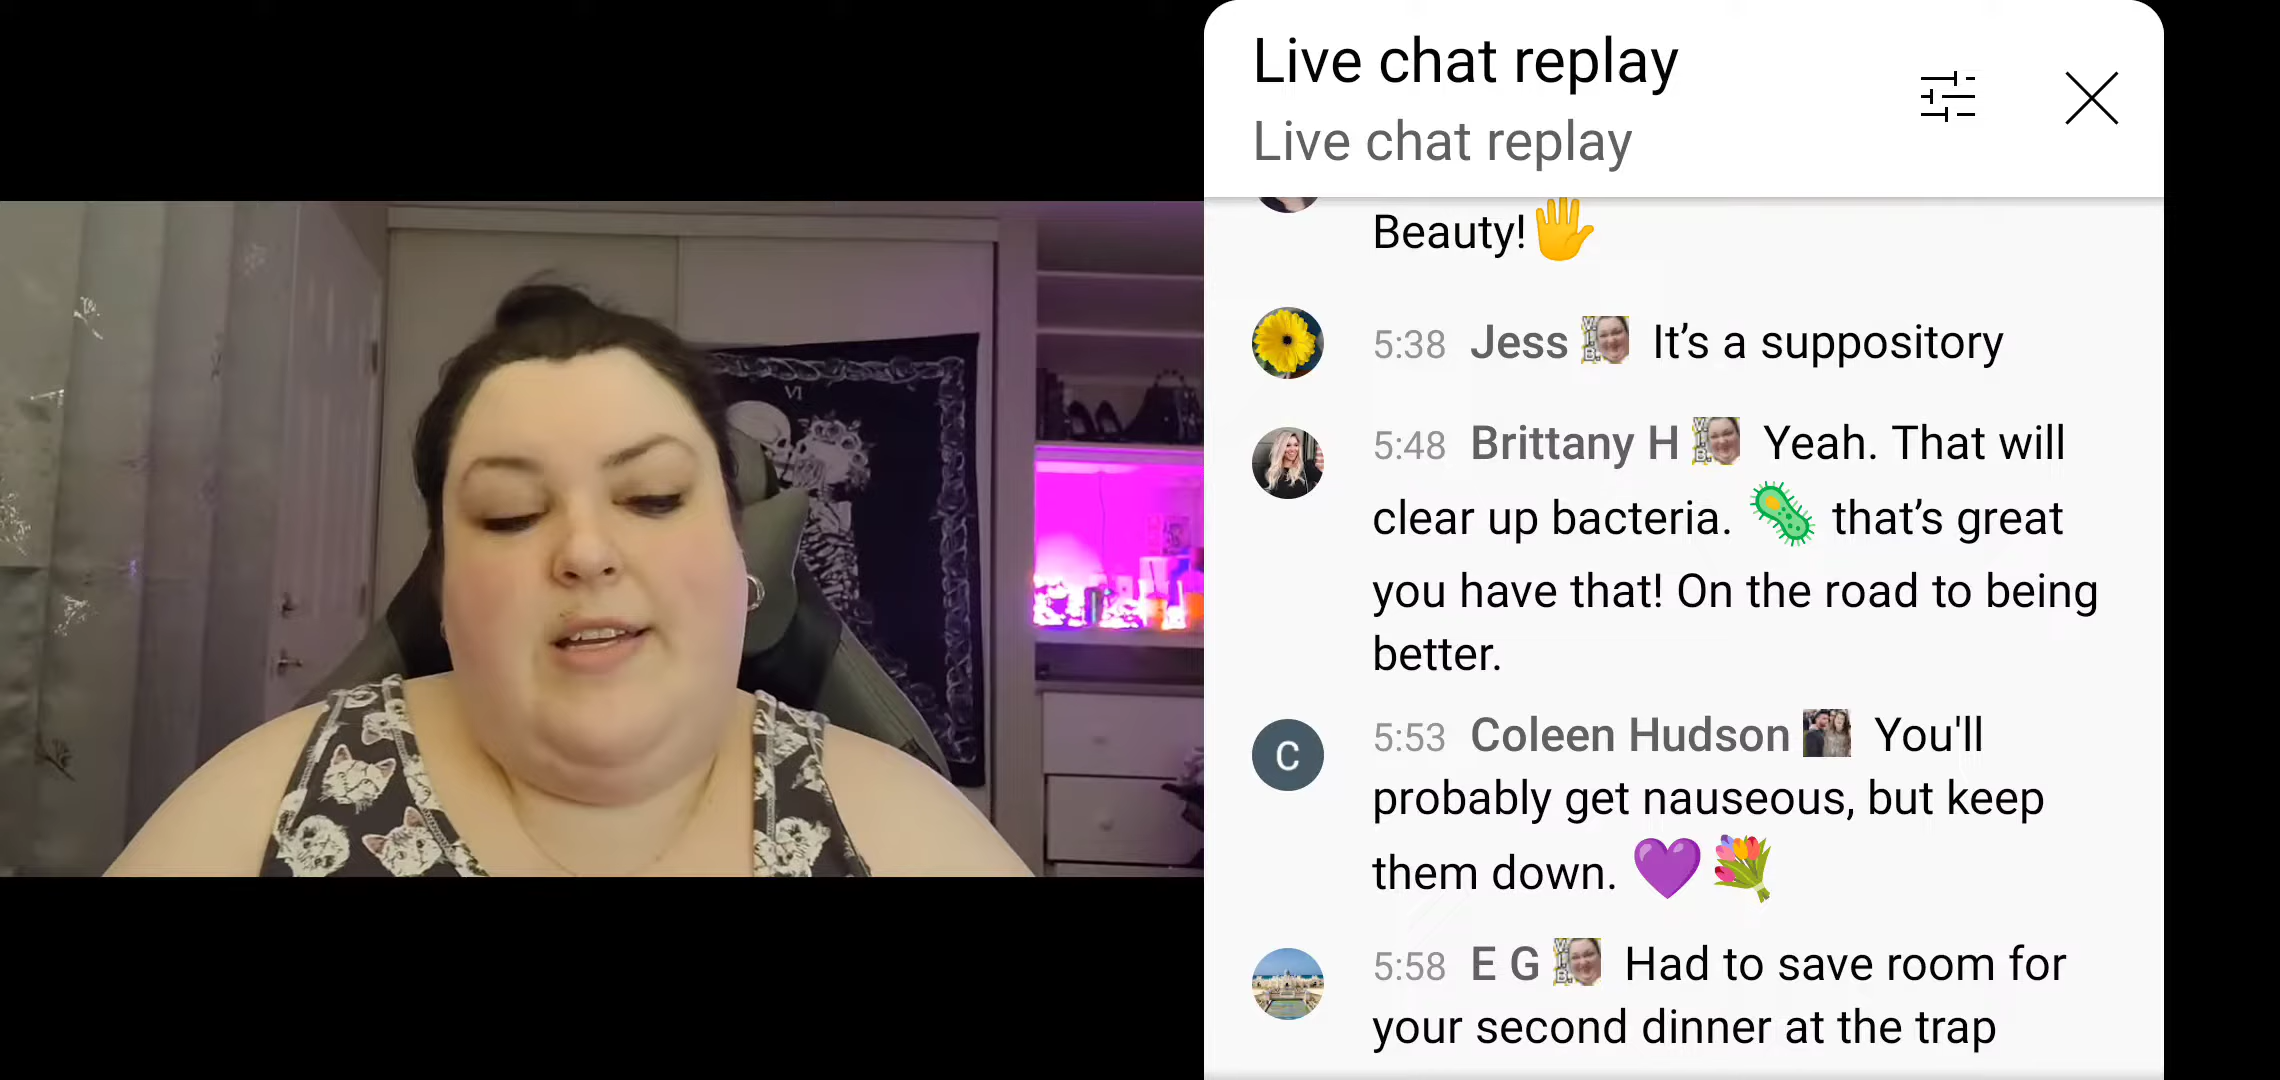 Live chat replay
Live chat replay
Beauty!🖐
5:38 Jess It’s a suppository
5:48 Brittany H Yeah. That will
clear up bacteria. 🦠 that’s great
you have that! On the road to being
better.
C
5:53 Coleen Hudson You'll
probably get nauseous, but keep
them down. 💜💐
5:58 E G Had to save room for
your second dinner at the trap
VI